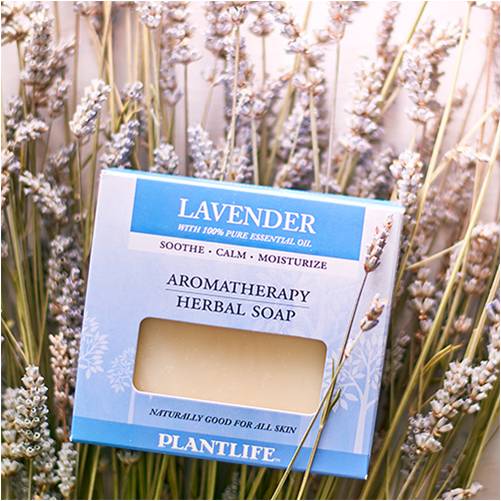 LAVENDER
WITH 100% PURE ESSENTIAL OIL
SOOTHE • CALM • MOISTURIZE
AROMATHERAPY
HERBAL SOAP
NATURALLY GOOD FOR ALL SKIN
PLANTLIFE